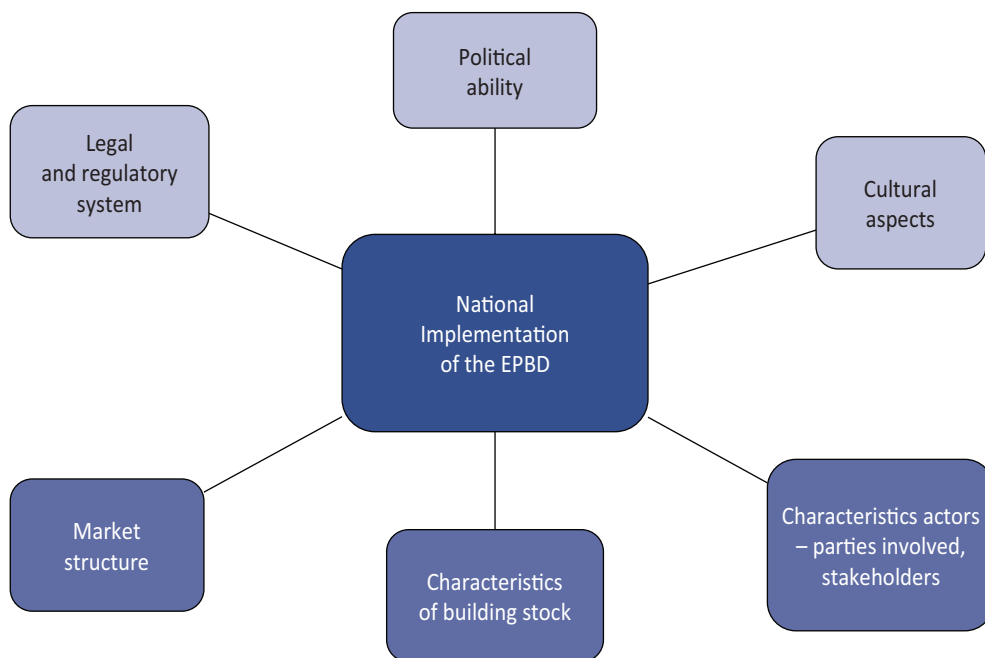 Political
ability
Legal
and regulatory
system
Cultural
aspects
National
Implementation
of the EPBD
Market
structure
Characteristics
of building stock
Characteristics actors
– parties involved,
stakeholders